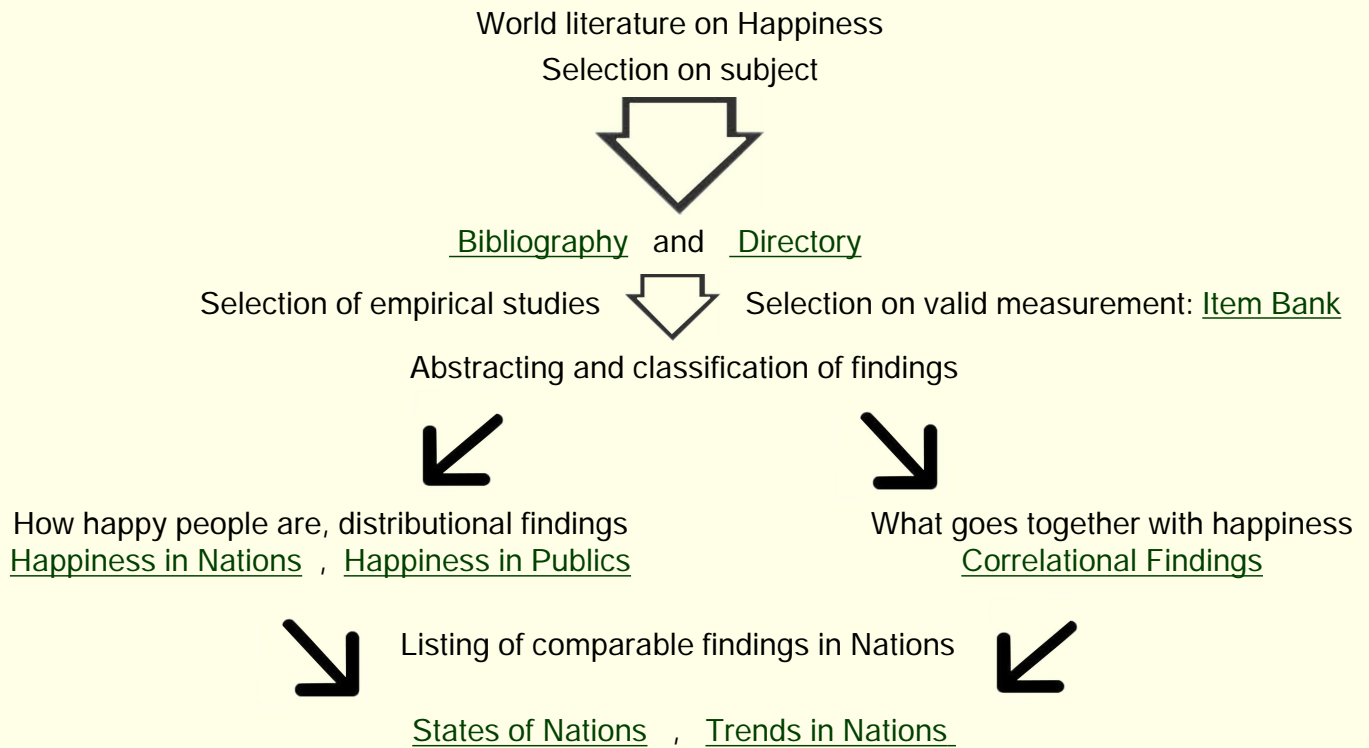 World literature on Happiness
Selection on subject
Bibliography and Directory
Selection of empirical studies Selection on valid measurement: Item Bank
Abstracting and classification of findings
How happy people are, distributional findings What goes together with happiness
Happiness in Nations , Happiness in Publics Correlational Findings
Listing of comparable findings in Nations
States of Nations , Trends in Nations